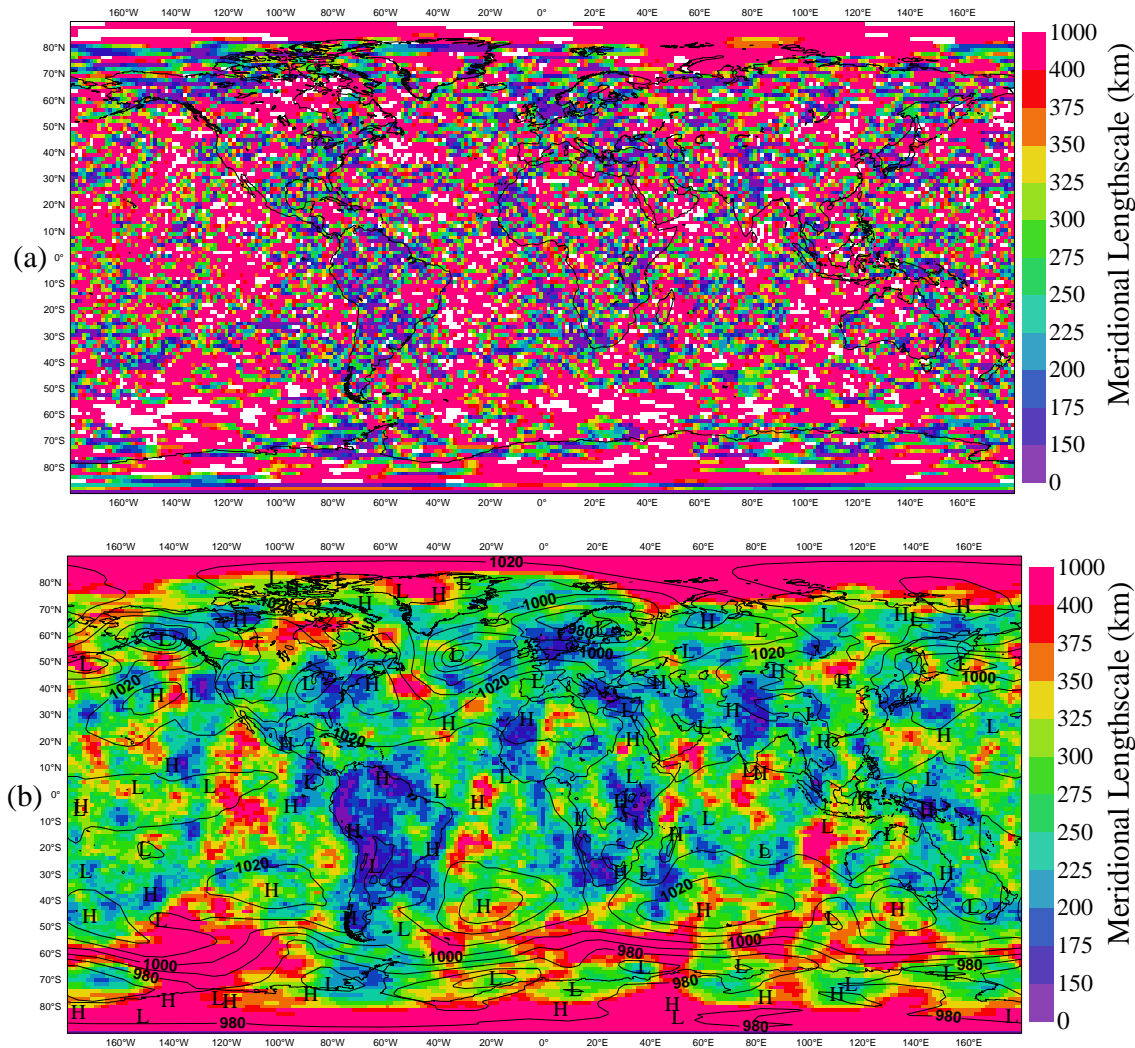 160°W 140°W 120°W 100°W 80°W 60°W 40°W 20°W 0° 20°E 40°E 60°E 80°E 100°E 120°E 140°E 160°E
80°N
70°N
60°N
50°N
40°N
30°N
20°N
10°N
0°
10°S
20°S
30°S
40°S
50°S
60°S
70°S
80°S
(a)
160°W 140°W 120°W 100°W 80°W 60°W 40°W 20°W 0° 20°E 40°E 60°E 80°E 100°E 120°E 140°E 160°E
1000
400
375
350
325
300
275
250
225
200
175
150
0
Meridional Lengthscale (km)
160°W 140°W 120°W 100°W 80°W 60°W 40°W 20°W 0° 20°E 40°E 60°E 80°E 100°E 120°E 140°E 160°E
80°N
70°N
60°N
50°N
40°N
30°N
20°N
10°N
0°
10°S
20°S
30°S
40°S
50°S
60°S
70°S
80°S
(b)
1020
1020 1000
980
1000
1020
1020 1020
1020
1020 1020
1000 1000 1000
980 980 980
980 980 980
160°W 140°W 120°W 100°W 80°W 60°W 40°W 20°W 0° 20°E 40°E 60°E 80°E 100°E 120°E 140°E 160°E
1000
400
375
350
325
300
275
250
225
200
175
150
0
Meridional Lengthscale (km)